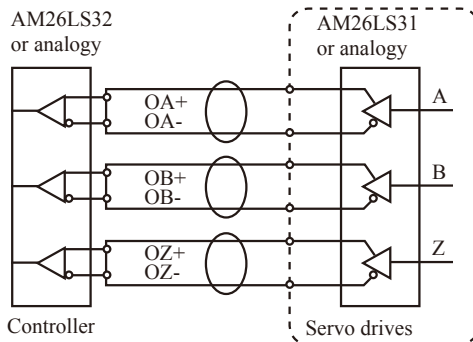 AM26LS32
or analogy
AM26LS31
or analogy
OA+
OA-
A
OB+
OB-
B
OZ+
OZ-
Z
Controller
Servo drives